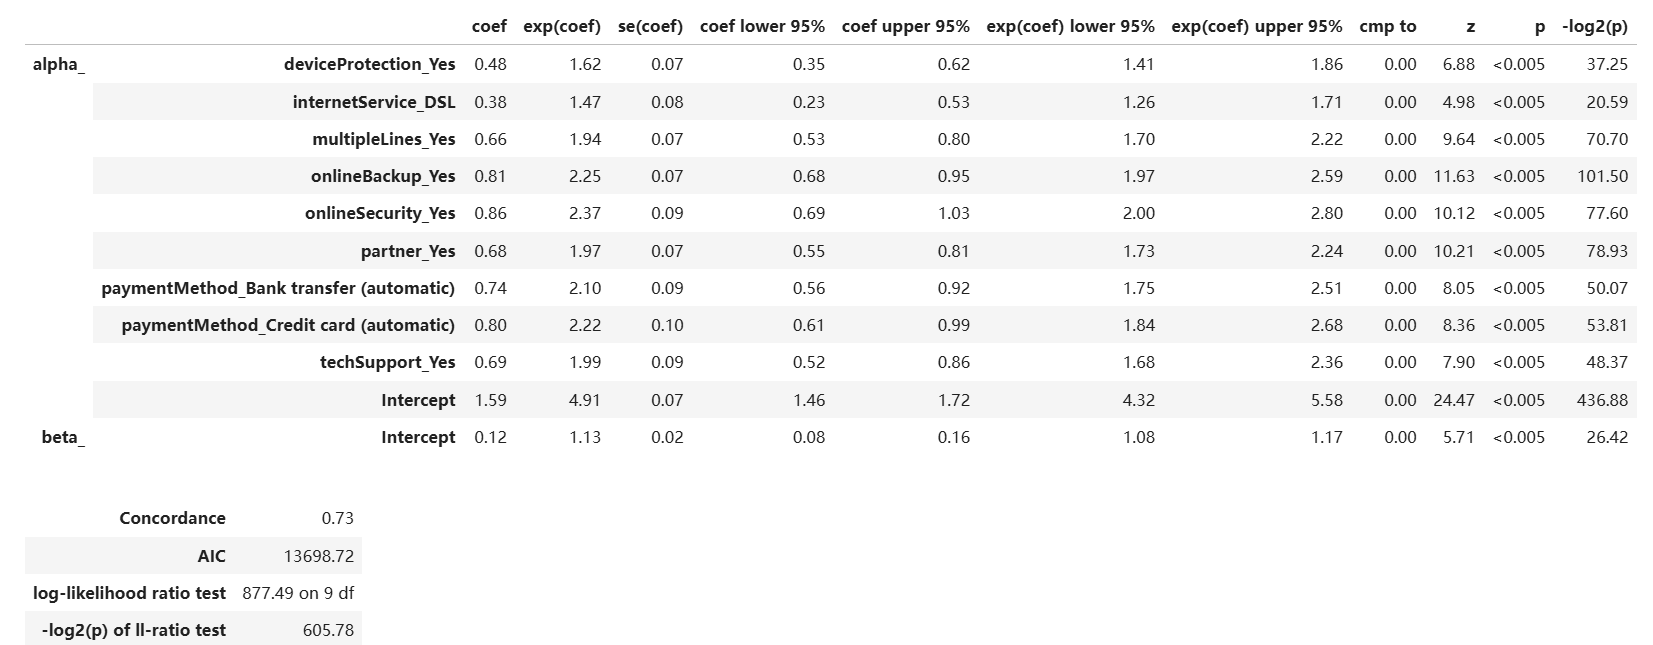 coef exp(coef) se(coef) coef lower 95% coef upper 95% exp(coef) lower 95% exp(coef) upper 95% cmp to z p -log2(p)
alpha_ deviceProtection_Yes 0.48 1.62 0.07 0.35 0.62 1.41 1.86 0.00 6.88 <0.005 37.25
internetService_DSL 0.38 1.47 0.08 0.23 0.53 1.26 1.71 0.00 4.98 <0.005 20.59
multipleLines_Yes 0.66 1.94 0.07 0.53 0.80 1.70 2.22 0.00 9.64 <0.005 70.70
onlineBackup_Yes 0.81 2.25 0.07 0.68 0.95 1.97 2.59 0.00 11.63 <0.005 101.50
onlineSecurity_Yes 0.86 2.37 0.09 0.69 1.03 2.00 2.80 0.00 10.12 <0.005 77.60
partner_Yes 0.68 1.97 0.07 0.55 0.81 1.73 2.24 0.00 10.21 <0.005 78.93
paymentMethod_Bank transfer (automatic) 0.74 2.10 0.09 0.56 0.92 1.75 2.51 0.00 8.05 <0.005 50.07
paymentMethod_Credit card (automatic) 0.80 2.22 0.10 0.61 0.99 1.84 2.68 0.00 8.36 <0.005 53.81
techSupport_Yes 0.69 1.99 0.09 0.52 0.86 1.68 2.36 0.00 7.90 <0.005 48.37
Intercept 1.59 4.91 0.07 1.46 1.72 4.32 5.58 0.00 24.47 <0.005 436.88
beta_ Intercept 0.12 1.13 0.02 0.08 0.16 1.08 1.17 0.00 5.71 <0.005 26.42
Concordance 0.73
AIC 13698.72
log-likelihood ratio test 877.49 on 9 df
-log2(p) of ll-ratio test 605.78